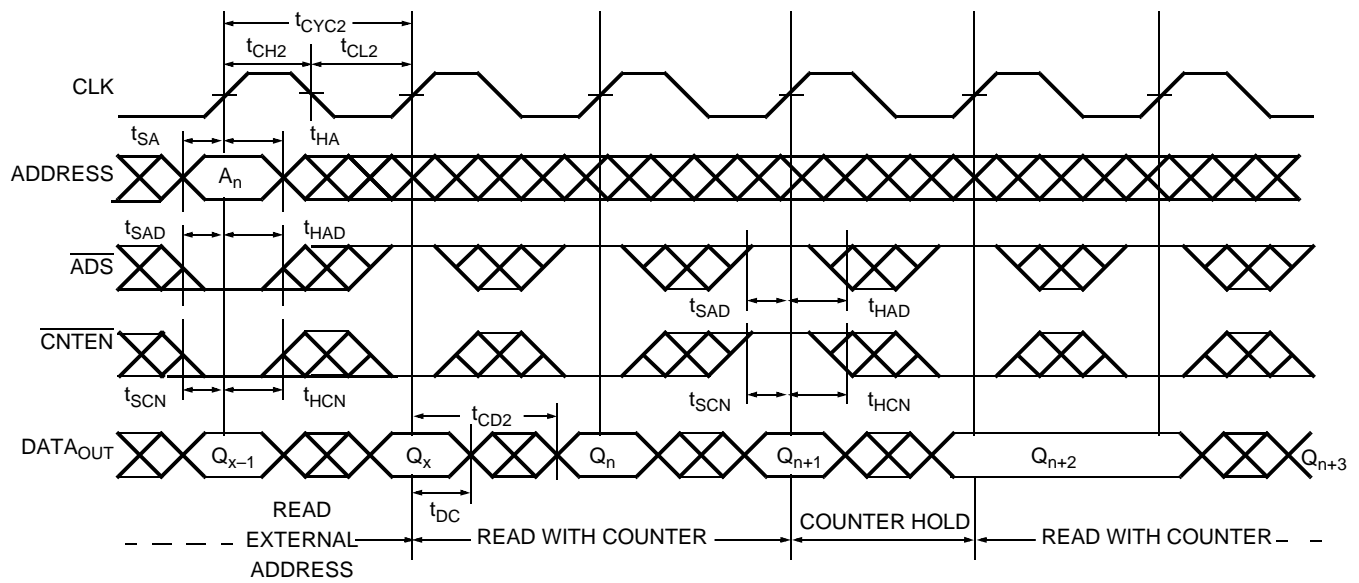 tCYC2
tCH2 tCL2
CLK
tSA tHA
ADDRESS An
tSAD tHAD
ADS
tSAD tHAD
CNTEN
tSCN tHCN tSCN tHCN
tCD2
DATAOUT Qx–1 Qx Qn Qn+1 Qn+2 Qn+3
tDC
READ EXTERNAL ADDRESS
READ WITH COUNTER
COUNTER HOLD
READ WITH COUNTER